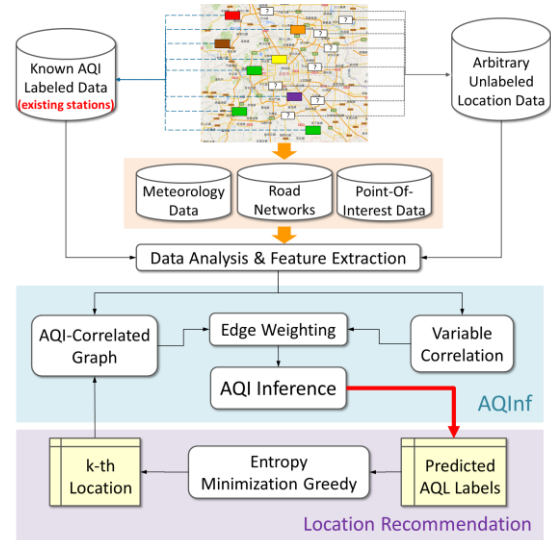 ?
?
?
?
?
?
?
?
?
Known AQI
Labeled Data
(existing stations)
Arbitrary
Unlabeled
Location Data
Meteorology
Data
Road
Networks
Point-Of-
Interest Data
Data Analysis & Feature Extraction
AQI-Correlated
Graph
Edge Weighting
Variable
Correlation
AQI Inference
AQInf
k-th
Location
Entropy
Minimization Greedy
Predicted
AQL Labels
Location Recommendation